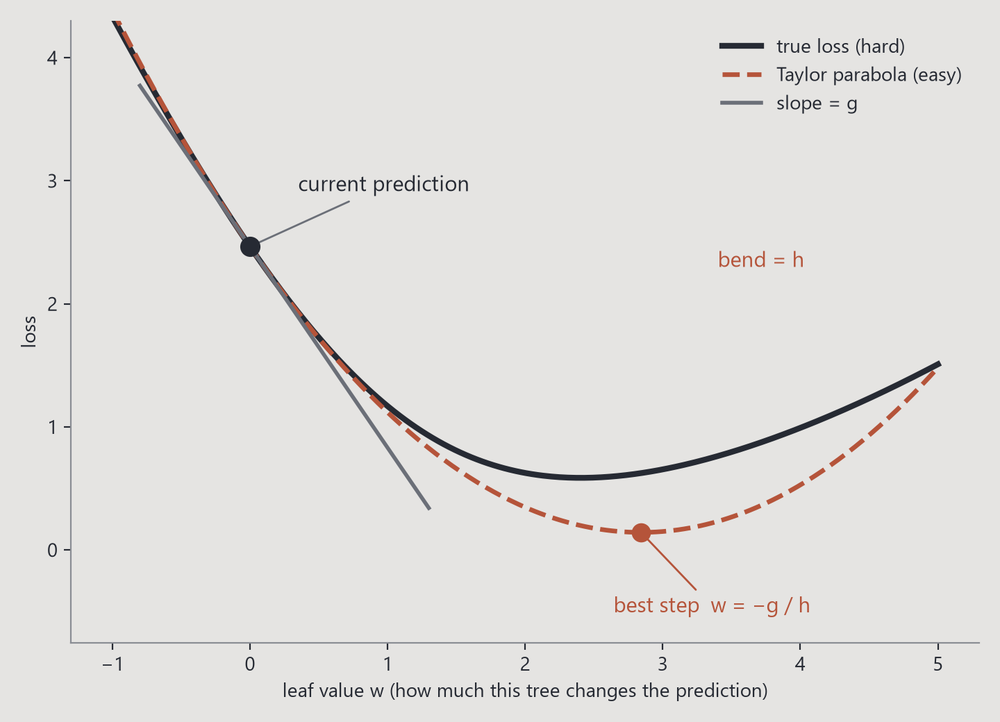 true loss (hard)
Taylor parabola (easy)
slope = g
current prediction
bend = h
best step w = −g / h
4
3
2
1
0
loss
−1
0
1
2
3
4
5
leaf value w (how much this tree changes the prediction)